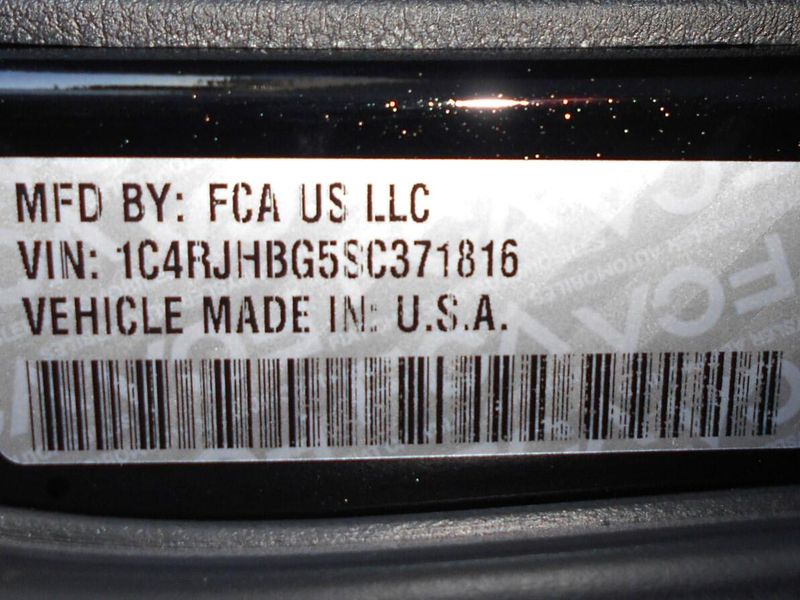 MFD BY: FCA US LLC
VIN: 1C4RJHBG5SC371816
VEHICLE MADE IN: U.S.A.